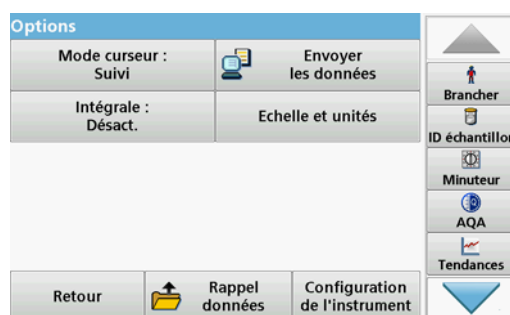 Options
Mode curseur :
Suivi
Envoyer
les données
Intégrale :
Désact.
Echelle et unités
Retour
Rappel
données
Configuration
de l'instrument
Brancher
ID échantillo
Minuteur
AQA
Tendances